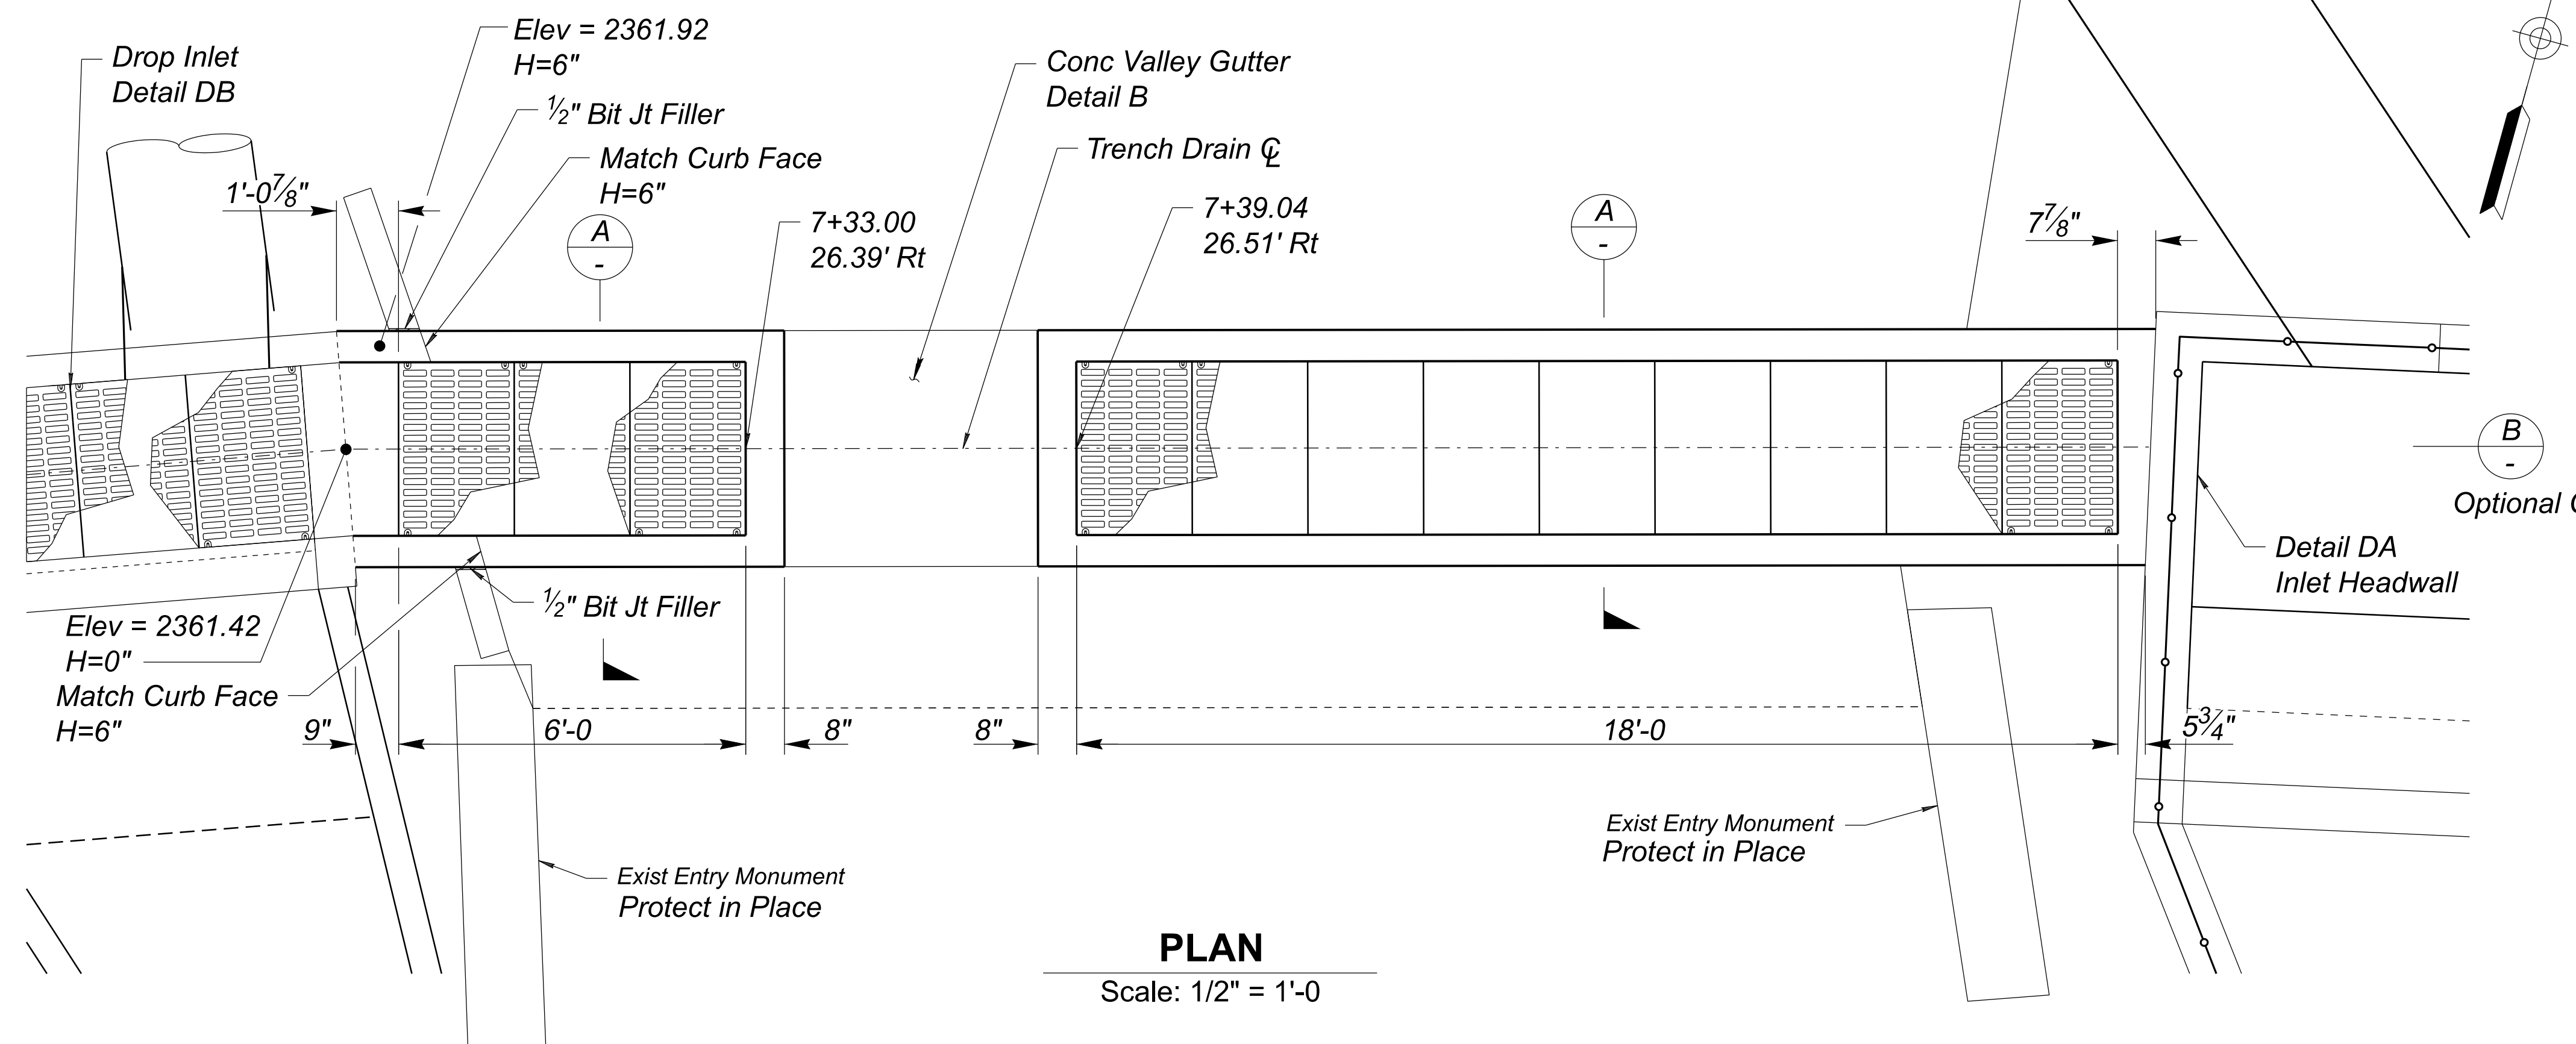 Drop Inlet
Detail DB
Elev = 2361.92
H=6"
½" Bit Jt Filler
Match Curb Face
H=6"
1'-0⅞"
A
-
7+33.00
26.39' Rt
Conc Valley Gutter
Detail B
Trench Drain ℄
7+39.04
26.51' Rt
A
-
7⅞"
B
-
Optional
Detail DA
Inlet Headwall
½" Bit Jt Filler
Elev = 2361.42
H=0"
Match Curb Face
H=6"
9"
6'-0
8"
8"
18'-0
5¾"
Exist Entry Monument
Protect in Place
Exist Entry Monument
Protect in Place
PLAN
Scale: 1/2" = 1'-0